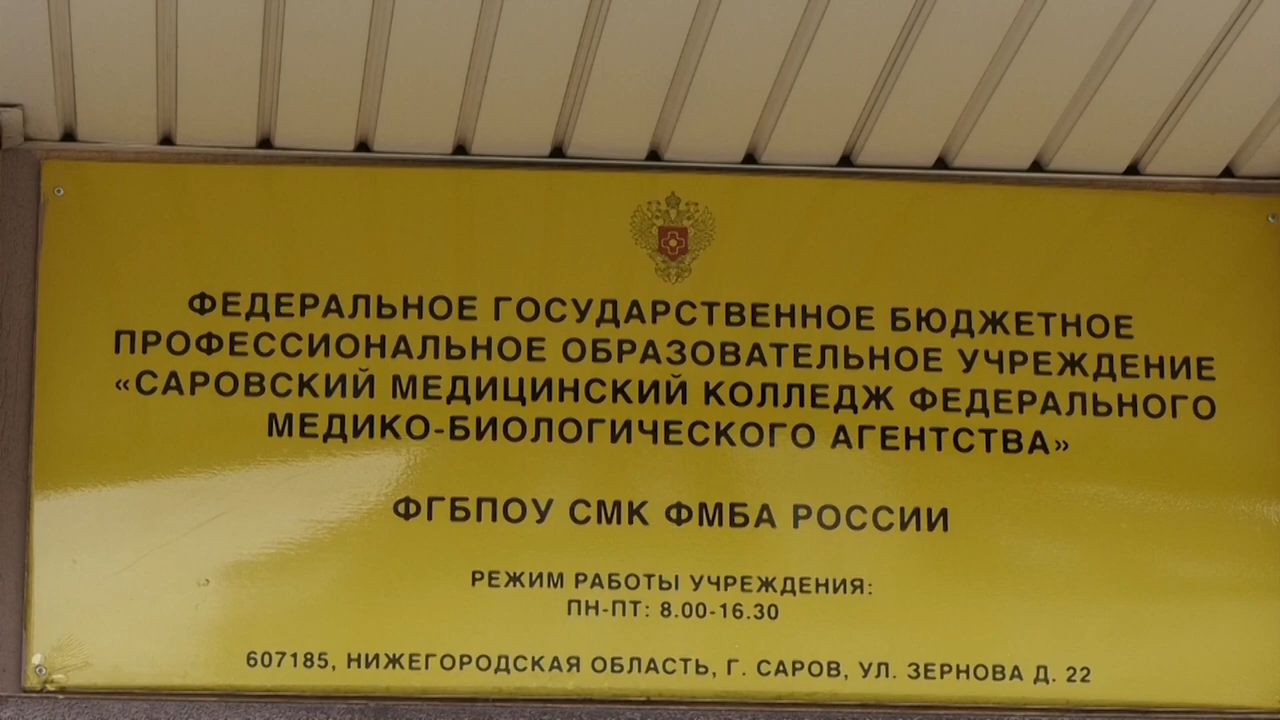 ФЕДЕРАЛЬНОЕ ГОСУДАРСТВЕННОЕ БЮДЖЕТНОЕ
ПРОФЕССИОНАЛЬНОЕ ОБРАЗОВАТЕЛЬНОЕ УЧРЕЖДЕНИЕ
«САРОВСКИЙ МЕДИЦИНСКИЙ КОЛЛЕДЖ ФЕДЕРАЛЬНОГО
МЕДИКО-БИОЛОГИЧЕСКОГО АГЕНТСТВА»
ФГБПОУ СМК ФМБА РОССИИ
РЕЖИМ РАБОТЫ УЧРЕЖДЕНИЯ:
ПН-ПТ: 8.00-16.30
607185, НИЖЕГОРОДСКАЯ ОБЛАСТЬ, Г. САРОВ, УЛ. ЗЕРНОВА Д. 22